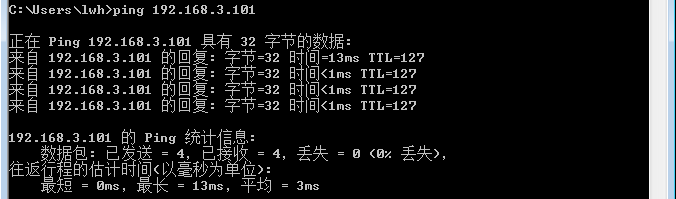 C:\Users\lwh>ping 192.168.3.101
正在 Ping 192.168.3.101 具有 32 字节的数据:
来自 192.168.3.101 的回复: 字节=32 时间=13ms TTL=127
来自 192.168.3.101 的回复: 字节=32 时间<1ms TTL=127
来自 192.168.3.101 的回复: 字节=32 时间<1ms TTL=127
来自 192.168.3.101 的回复: 字节=32 时间<1ms TTL=127
192.168.3.101 的 Ping 统计信息:
数据包: 已发送 = 4, 已接收 = 4, 丢失 = 0 (0% 丢失),
往返行程的估计时间(以毫秒为单位):
最短 = 0ms, 最长 = 13ms, 平均 = 3ms